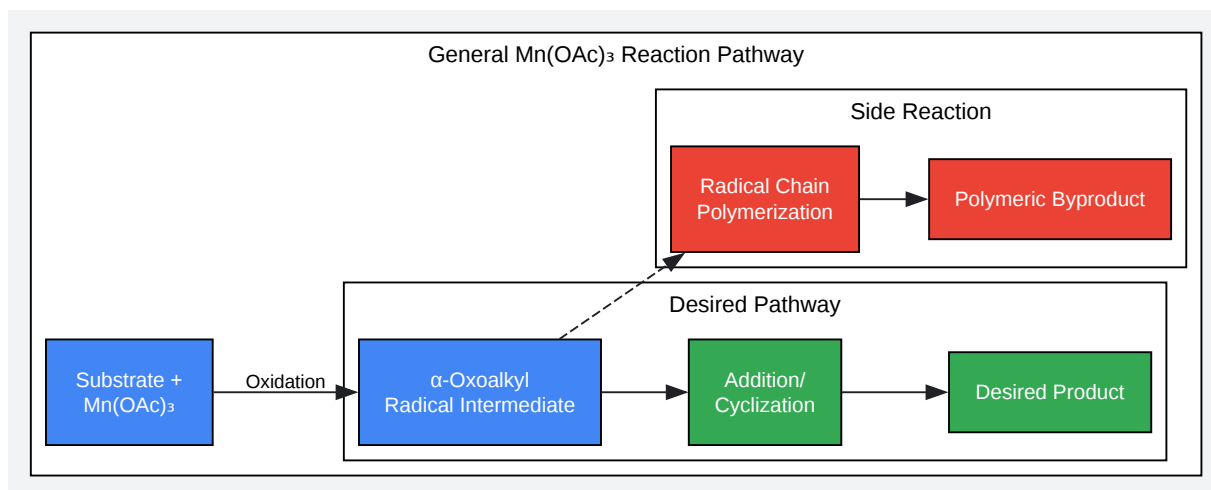 General Mn(OAc)₃ Reaction Pathway
Side Reaction
Radical Chain
Polymerization
Polymeric Byproduct
Desired Pathway
Substrate +
Mn(OAc)₃
Oxidation
α-Oxoalkyl
Radical Intermediate
Addition/
Cyclization
Desired Product